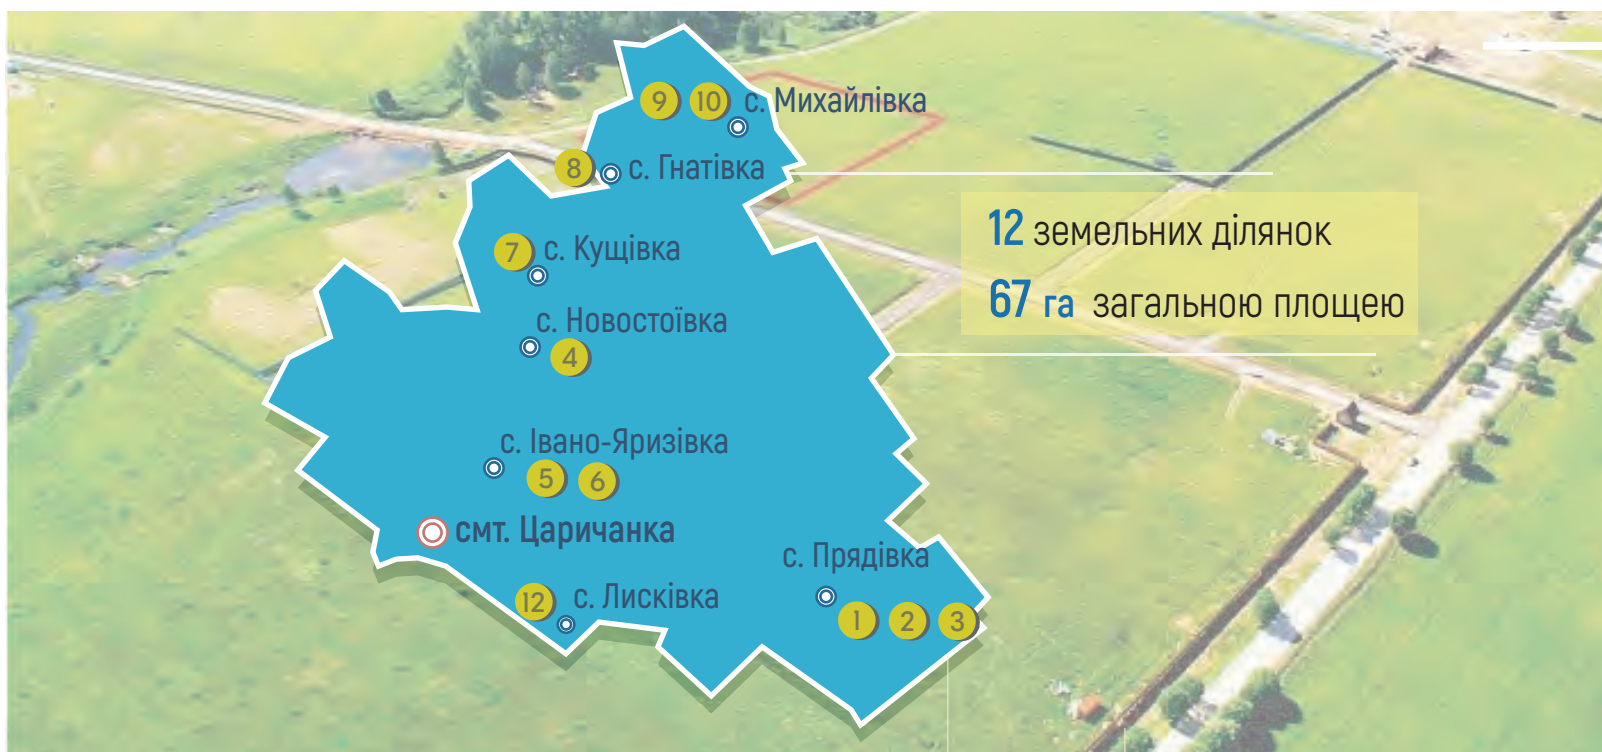 9 10 с. Михайлівка
8 с. Гнатівка
12 земельних ділянок
7 с. Кущівка
67 га загальною площею
с. Новостоївка
4
с. Івано-Яризівка
5 6
смт. Царичанка
с. Прядівка
12 с. Лисківка
1 2 3